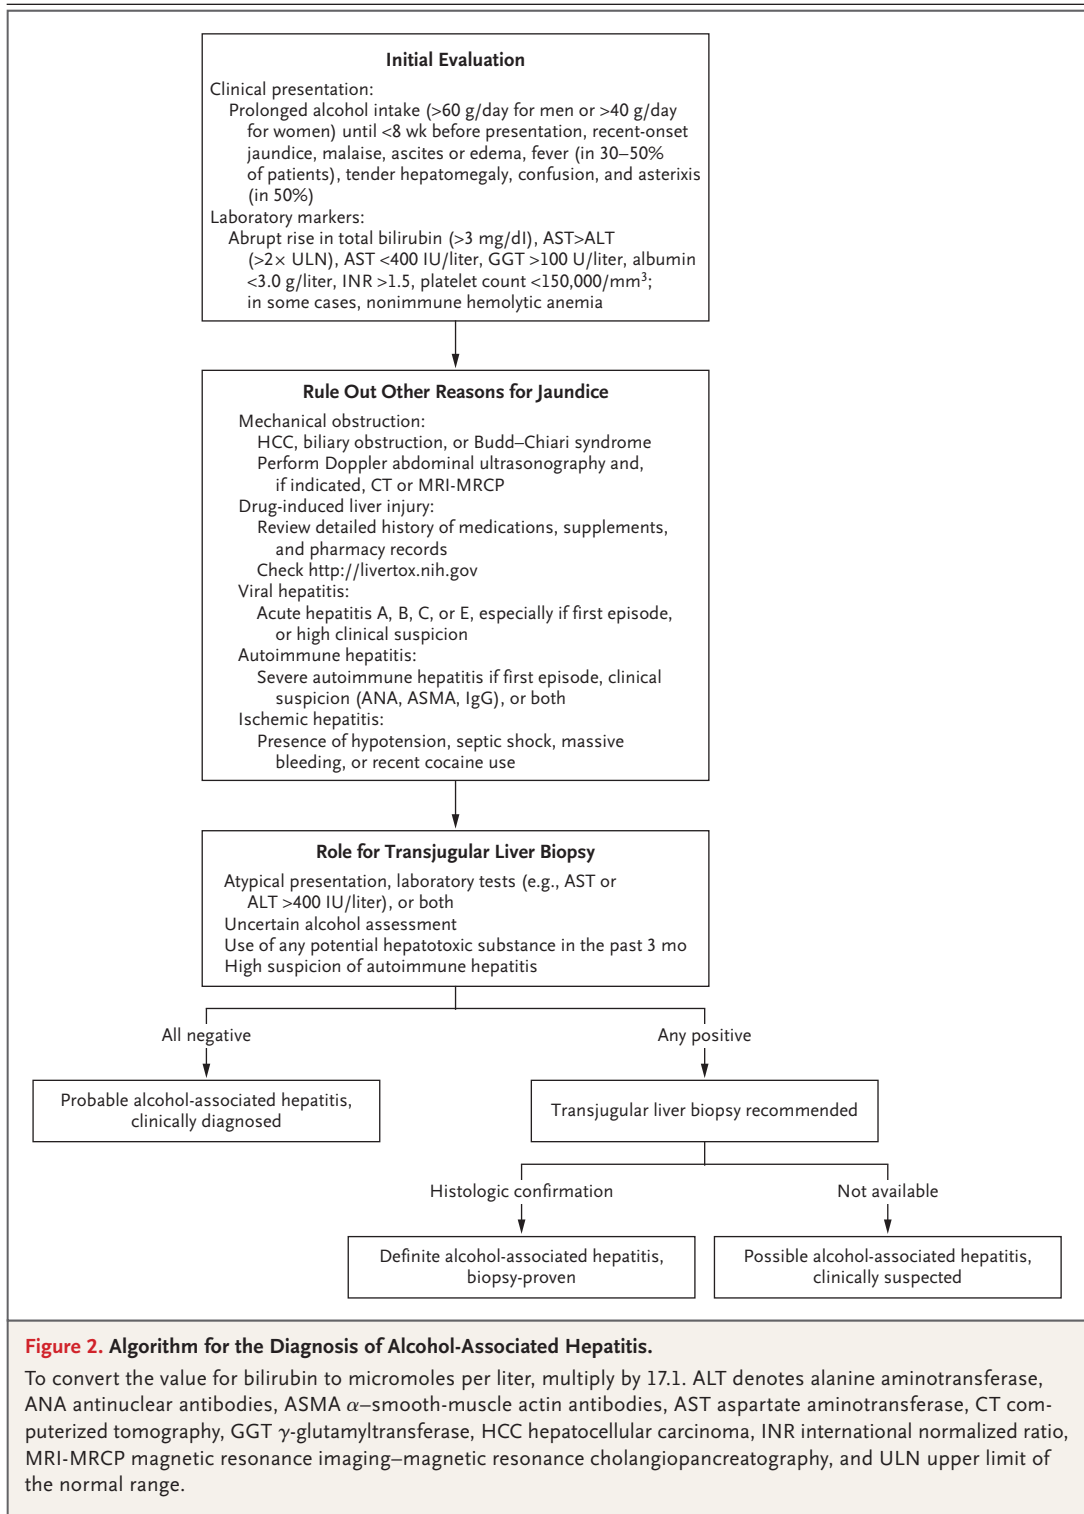 Initial Evaluation
Clinical presentation:
Prolonged alcohol intake (>60 g/day for men or >40 g/day
for women) until <8 wk before presentation, recent-onset
jaundice, malaise, ascites or edema, fever (in 30–50%
of patients), tender hepatomegaly, confusion, and asterixis
(in 50%)
Laboratory markers:
Abrupt rise in total bilirubin (>3 mg/dl), AST>ALT
(>2× ULN), AST <400 IU/liter, GGT >100 U/liter, albumin
<3.0 g/liter, INR >1.5, platelet count <150,000/mm³;
in some cases, nonimmune hemolytic anemia
Rule Out Other Reasons for Jaundice
Mechanical obstruction:
HCC, biliary obstruction, or Budd–Chiari syndrome
Perform Doppler abdominal ultrasonography and,
if indicated, CT or MRI-MRCP
Drug-induced liver injury:
Review detailed history of medications, supplements,
and pharmacy records
Check http://livertox.nih.gov
Viral hepatitis:
Acute hepatitis A, B, C, or E, especially if first episode,
or high clinical suspicion
Autoimmune hepatitis:
Severe autoimmune hepatitis if first episode, clinical
suspicion (ANA, ASMA, IgG), or both
Ischemic hepatitis:
Presence of hypotension, septic shock, massive
bleeding, or recent cocaine use
Role for Transjugular Liver Biopsy
Atypical presentation, laboratory tests (e.g., AST or
ALT >400 IU/liter), or both
Uncertain alcohol assessment
Use of any potential hepatotoxic substance in the past 3 mo
High suspicion of autoimmune hepatitis
All negative
Any positive
Probable alcohol-associated hepatitis,
clinically diagnosed
Transjugular liver biopsy recommended
Histologic confirmation
Not available
Definite alcohol-associated hepatitis,
biopsy-proven
Possible alcohol-associated hepatitis,
clinically suspected
Figure 2. Algorithm for the Diagnosis of Alcohol-Associated Hepatitis.
To convert the value for bilirubin to micromoles per liter, multiply by 17.1. ALT denotes alanine aminotransferase,
ANA antinuclear antibodies, ASMA α–smooth-muscle actin antibodies, AST aspartate aminotransferase, CT com-
puterized tomography, GGT γ-glutamyltransferase, HCC hepatocellular carcinoma, INR international normalized ratio,
MRI-MRCP magnetic resonance imaging–magnetic resonance cholangiopancreatography, and ULN upper limit of
the normal range.